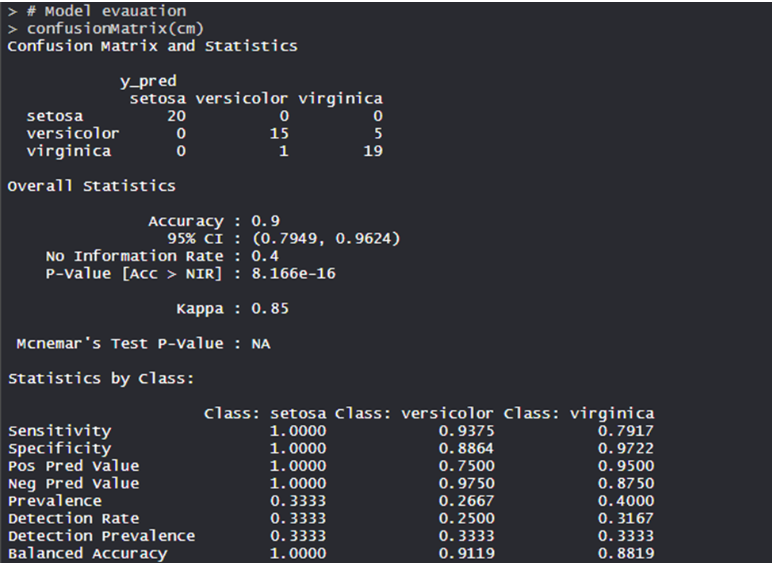 > # Model evauation
> confusionMatrix(cm)
Confusion Matrix and Statistics
y_pred
setosa versicolor virginica
setosa 20 0 0
versicolor 0 15 5
virginica 0 1 19
Overall Statistics
Accuracy : 0.9
95% CI : (0.7949, 0.9624)
No Information Rate : 0.4
P-Value [Acc > NIR] : 8.166e-16
Kappa : 0.85
Mcnemar's Test P-Value : NA
Statistics by Class:
Class: setosa Class: versicolor Class: virginica
Sensitivity 1.0000 0.9375 0.7917
Specificity 1.0000 0.8864 0.9722
Pos Pred Value 1.0000 0.7500 0.9500
Neg Pred Value 1.0000 0.9750 0.8750
Prevalence 0.3333 0.2667 0.4000
Detection Rate 0.3333 0.2500 0.3167
Detection Prevalence 0.3333 0.3333 0.3333
Balanced Accuracy 1.0000 0.9119 0.8819